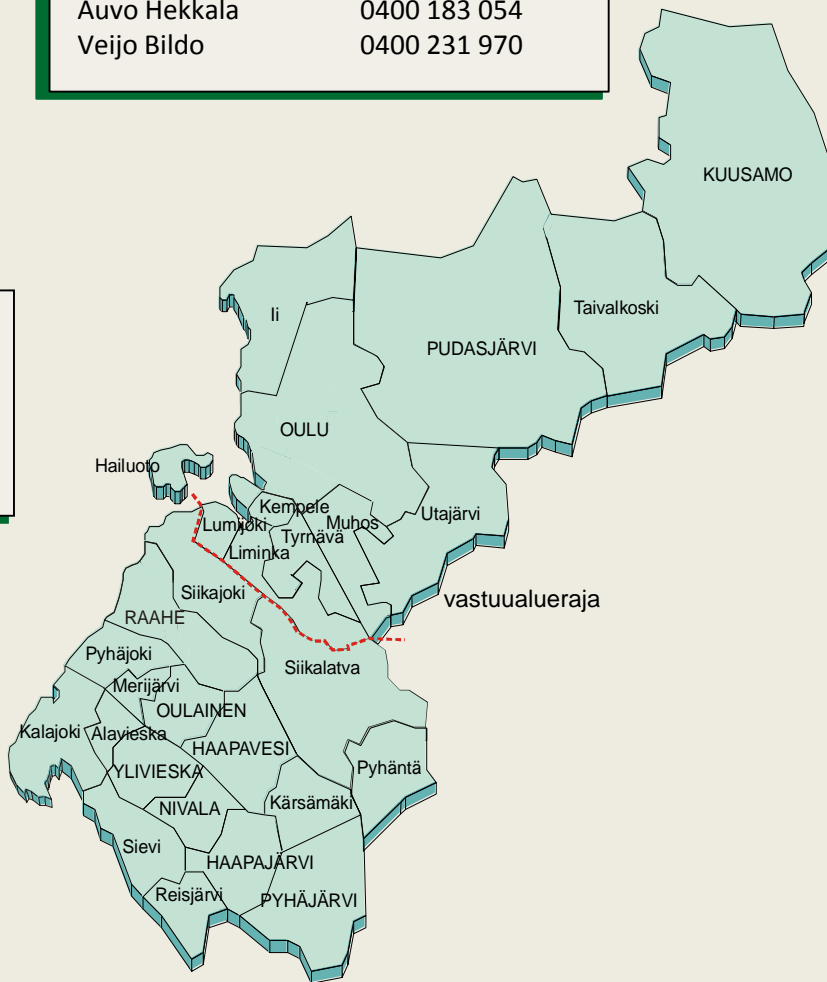 Auvo Hekkala 0400 183 054
Veijo Bildo 0400 231 970
KUUSAMO
Taivalkoski
Ii
PUDASJÄRVI
OULU
Hailuoto
Kempele
Utajärvi
Lumijoki
Muhos
Tyrnävä
Liminka
Siikajoki
vastuualueraja
RAAHE
Pyhäjoki
Siikalatva
Merijärvi
OULAINEN
Kalajoki
Alavieska
HAAPAVESI
Pyhäntä
YLIVIESKA
Kärsämäki
NIVALA
Sievi
HAAPAJÄRVI
Reisjärvi
PYHÄJÄRVI